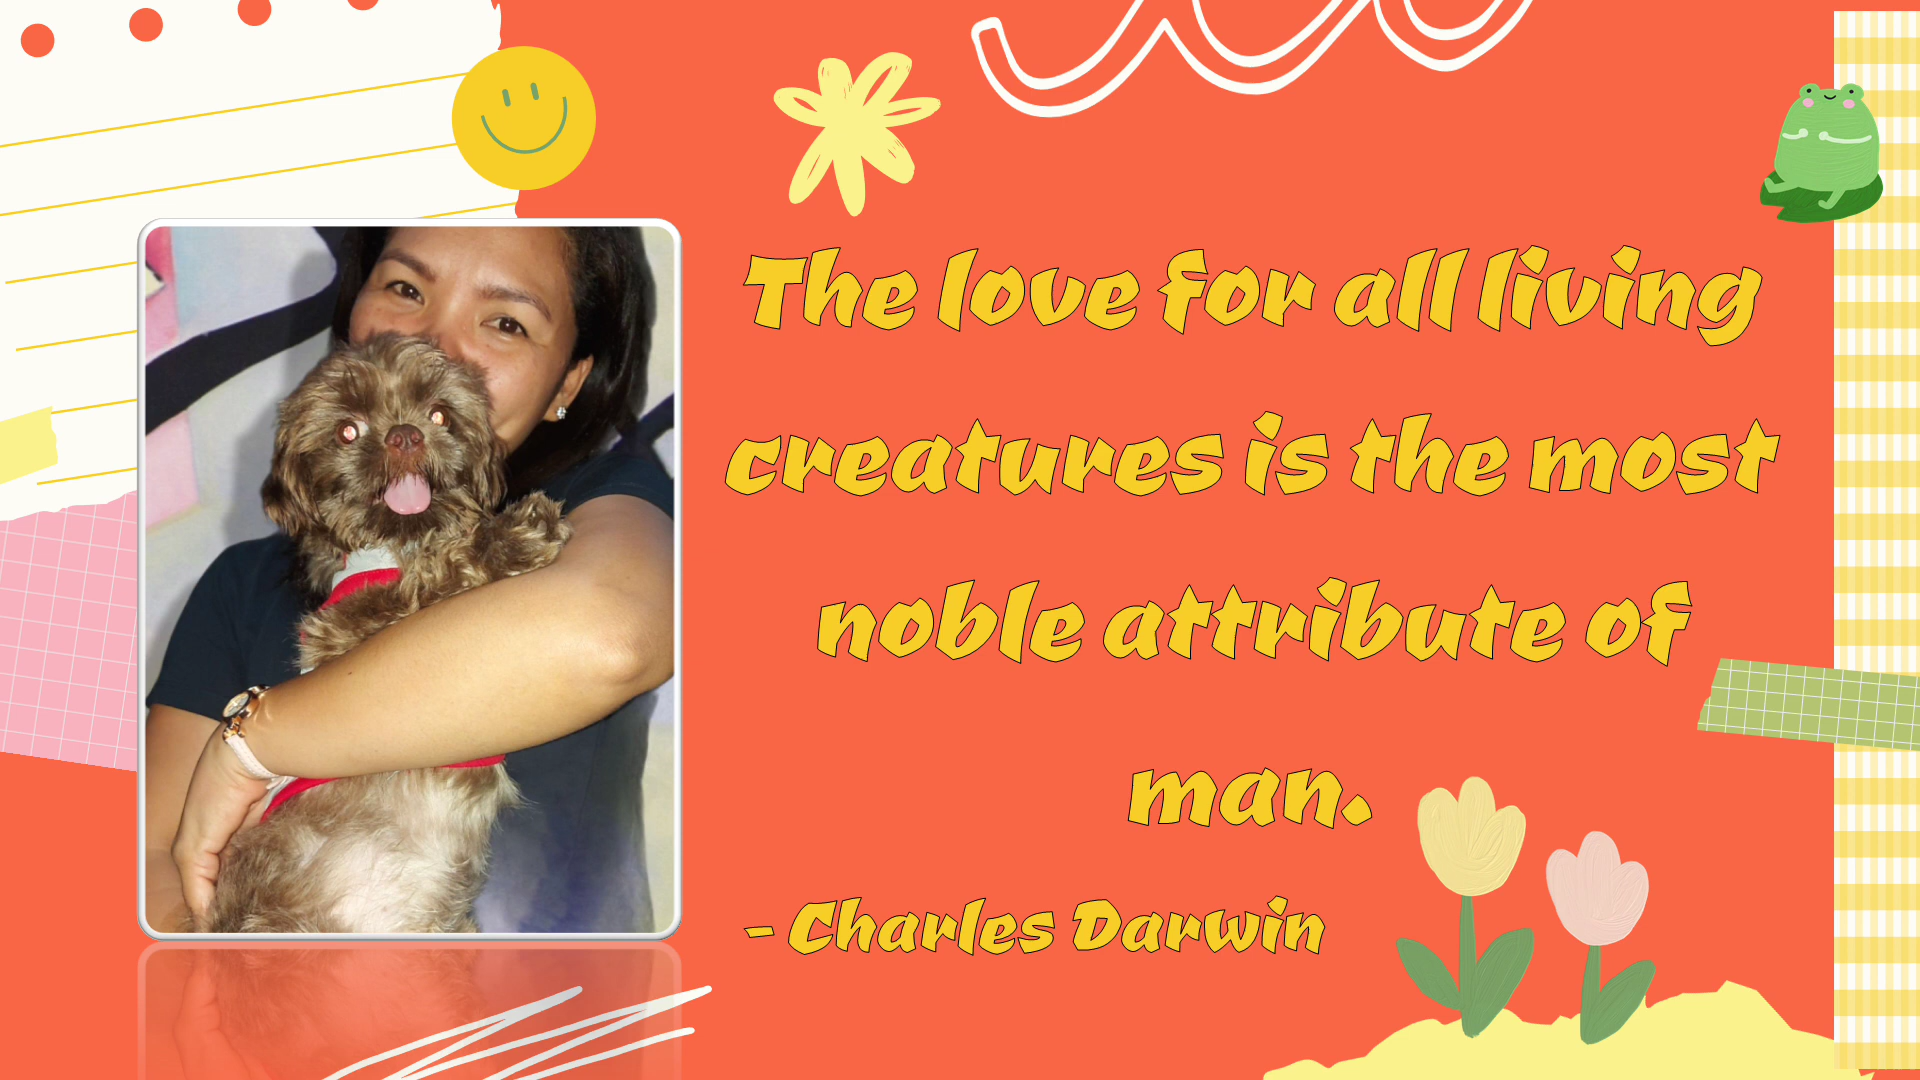 The love for all living
creatures is the most
noble attribute of
man.
- Charles Darwin